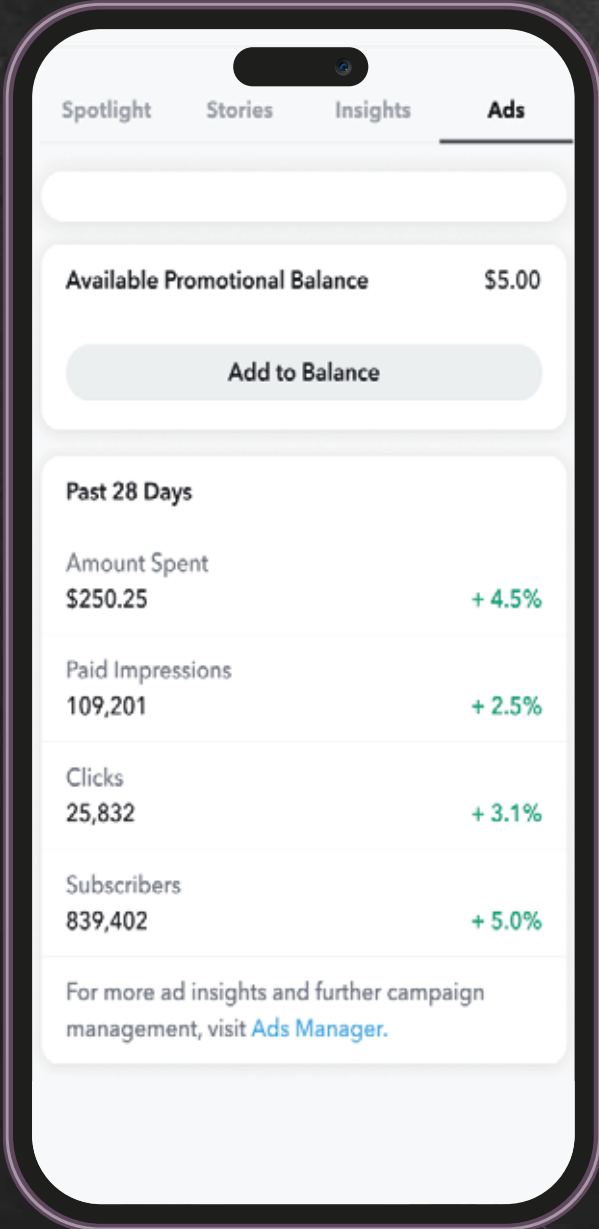 Spotlight Stories Insights Ads
Available Promotional Balance $5.00
Add to Balance
Past 28 Days
Amount Spent
$250.25 + 4.5%
Paid Impressions
109,201 + 2.5%
Clicks
25,832 + 3.1%
Subscribers
839,402 + 5.0%
For more ad insights and further campaign
management, visit Ads Manager.